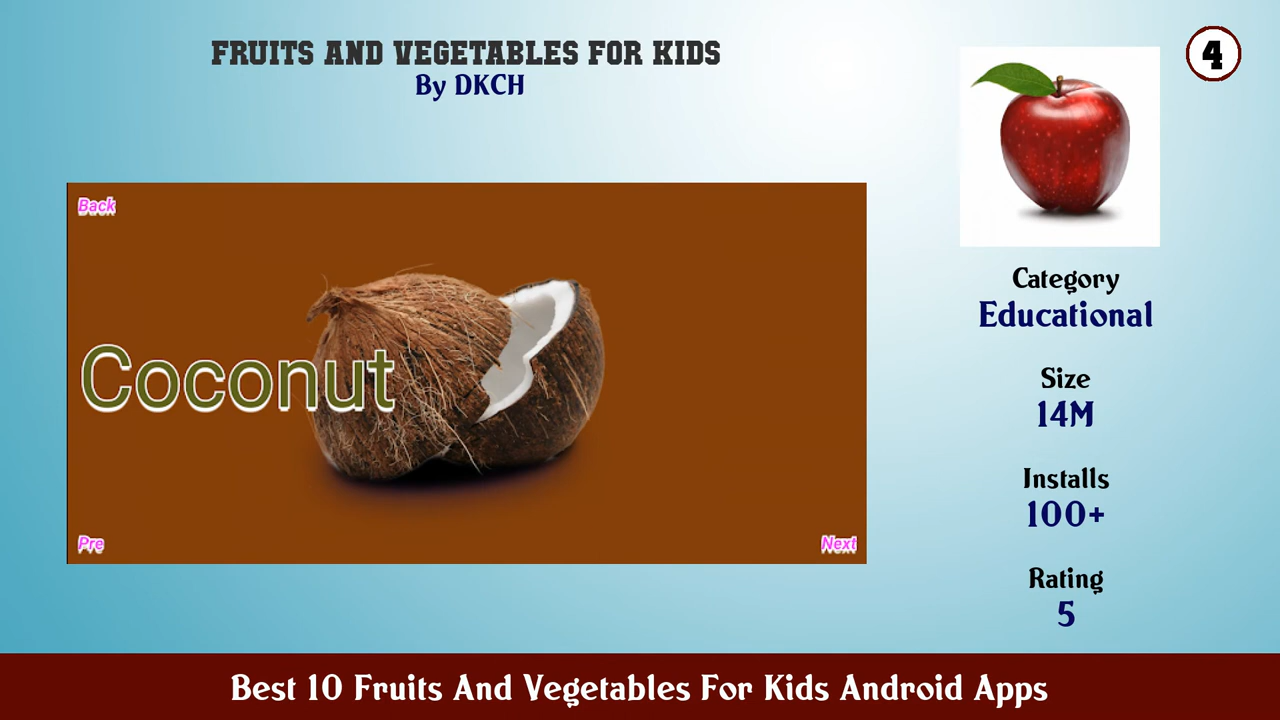 FRUITS AND VEGETABLES FOR KIDS
By DKCH
4
Back
Coconut
Pre
Next
Category
Educational
Size
14M
Installs
100+
Rating
5
Best 10 Fruits And Vegetables For Kids Android Apps